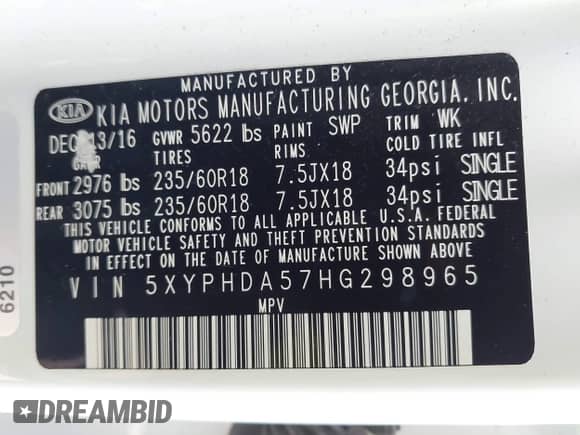 MANUFACTURED BY
KIA KIA MOTORS MANUFACTURING GEORGIA, INC.
DEC/13/16 GVWR 5622 lbs PAINT SWP TRIM WK
GAWR TIRES RIMS COLD TIRE INFL
FRONT 2976 lbs 235/60R18 7.5JX18 34psi SINGLE
REAR 3075 lbs 235/60R18 7.5JX18 34psi SINGLE
THIS VEHICLE CONFORMS TO ALL APPLICABLE U.S.A. FEDERAL
MOTOR VEHICLE SAFETY AND THEFT PREVENTION STANDARDS
IN EFFECT ON THE DATE OF MANUFACTURE SHOWN ABOVE.
VIN 5XYPHDA57HG298965
MPV
6210
DREAMBID